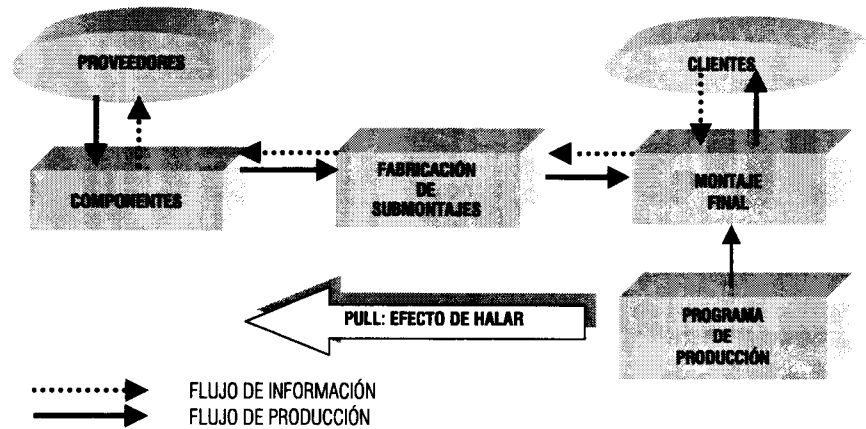 PROVEEDORES
CLIENTES
COMPONENTES
FABRICACIÓN
DE
SUBMONTAJES
MONTAJE
FINAL
PULL: EFECTO DE HALAR
PROGRAMA
DE
PRODUCCIÓN
FLUJO DE INFORMACIÓN
FLUJO DE PRODUCCIÓN